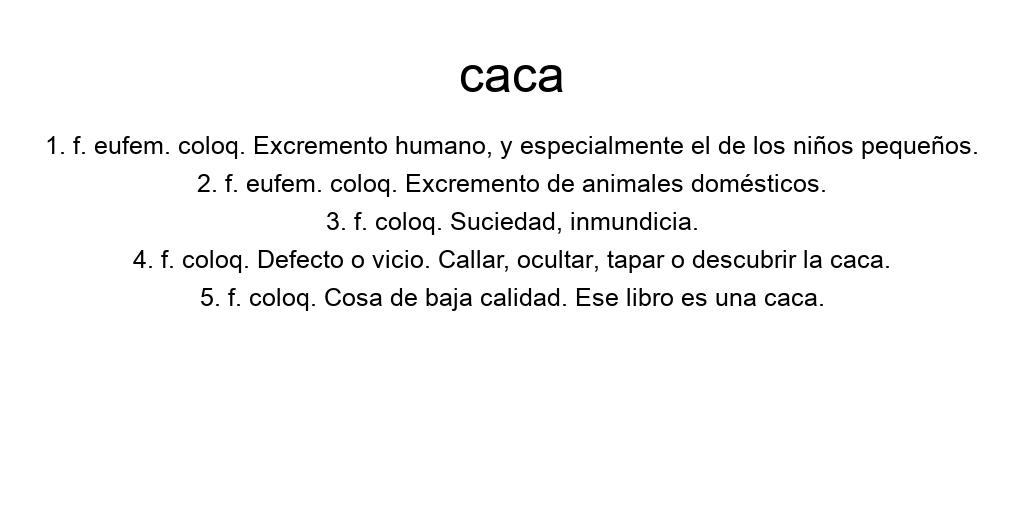 caca
1. f. eufem. coloq. Excremento humano, y especialmente el de los niños pequeños.
2. f. eufem. coloq. Excremento de animales domésticos.
3. f. coloq. Suciedad, inmundicia.
4. f. coloq. Defecto o vicio. Callar, ocultar, tapar o descubrir la caca.
5. f. coloq. Cosa de baja calidad. Ese libro es una caca.